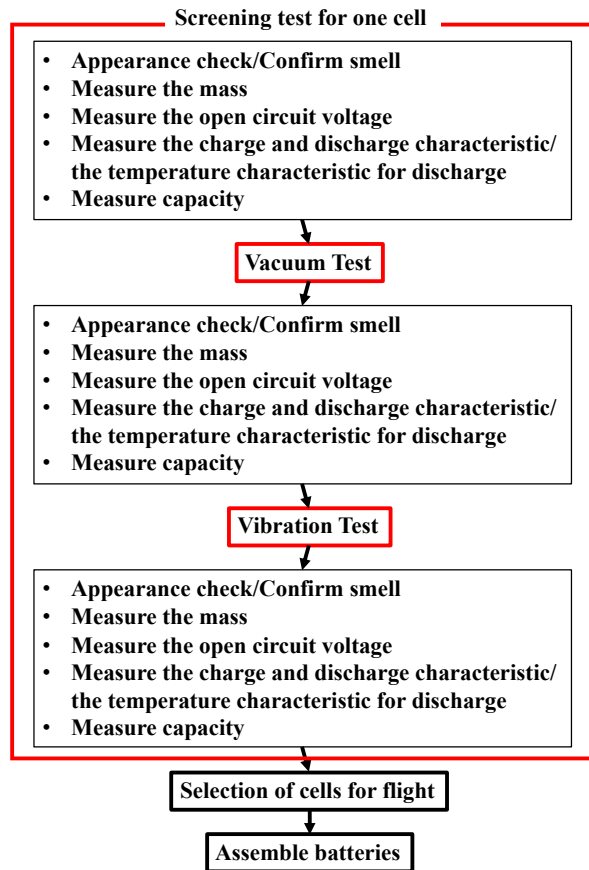 Screening test for one cell
• Appearance check/Confirm smell
• Measure the mass
• Measure the open circuit voltage
• Measure the charge and discharge characteristic/
the temperature characteristic for discharge
• Measure capacity
Vacuum Test
• Appearance check/Confirm smell
• Measure the mass
• Measure the open circuit voltage
• Measure the charge and discharge characteristic/
the temperature characteristic for discharge
• Measure capacity
Vibration Test
• Appearance check/Confirm smell
• Measure the mass
• Measure the open circuit voltage
• Measure the charge and discharge characteristic/
the temperature characteristic for discharge
• Measure capacity
Selection of cells for flight
Assemble batteries